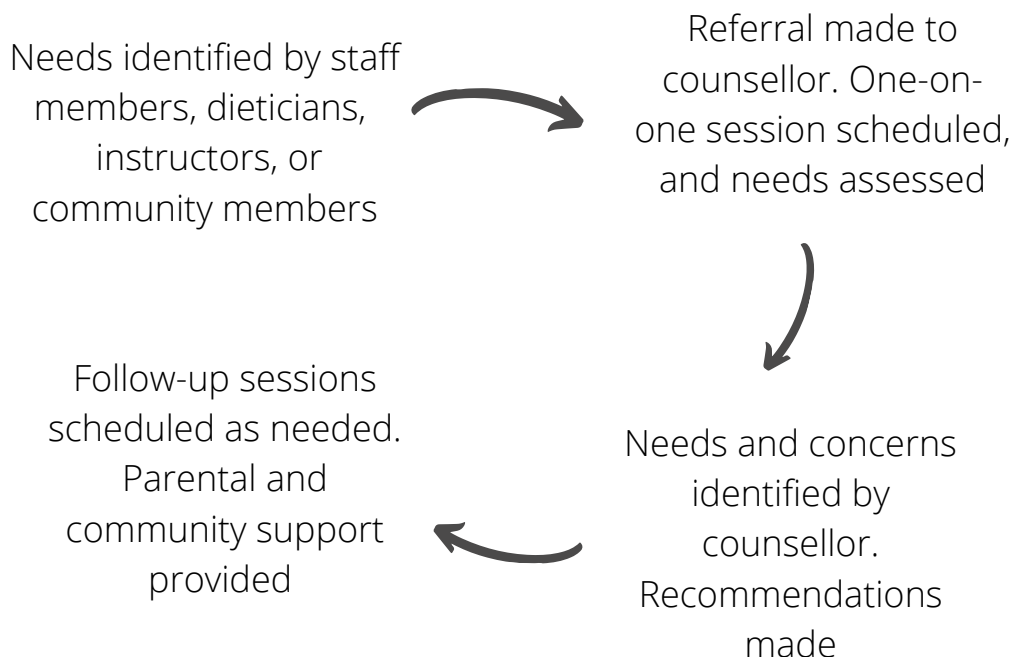 Needs identified by staff
members, dieticians,
instructors, or
community members
Referral made to
counsellor. One-on-
one session scheduled,
and needs assessed
Needs and concerns
identified by
counsellor.
Recommendations
made
Follow-up sessions
scheduled as needed.
Parental and
community support
provided